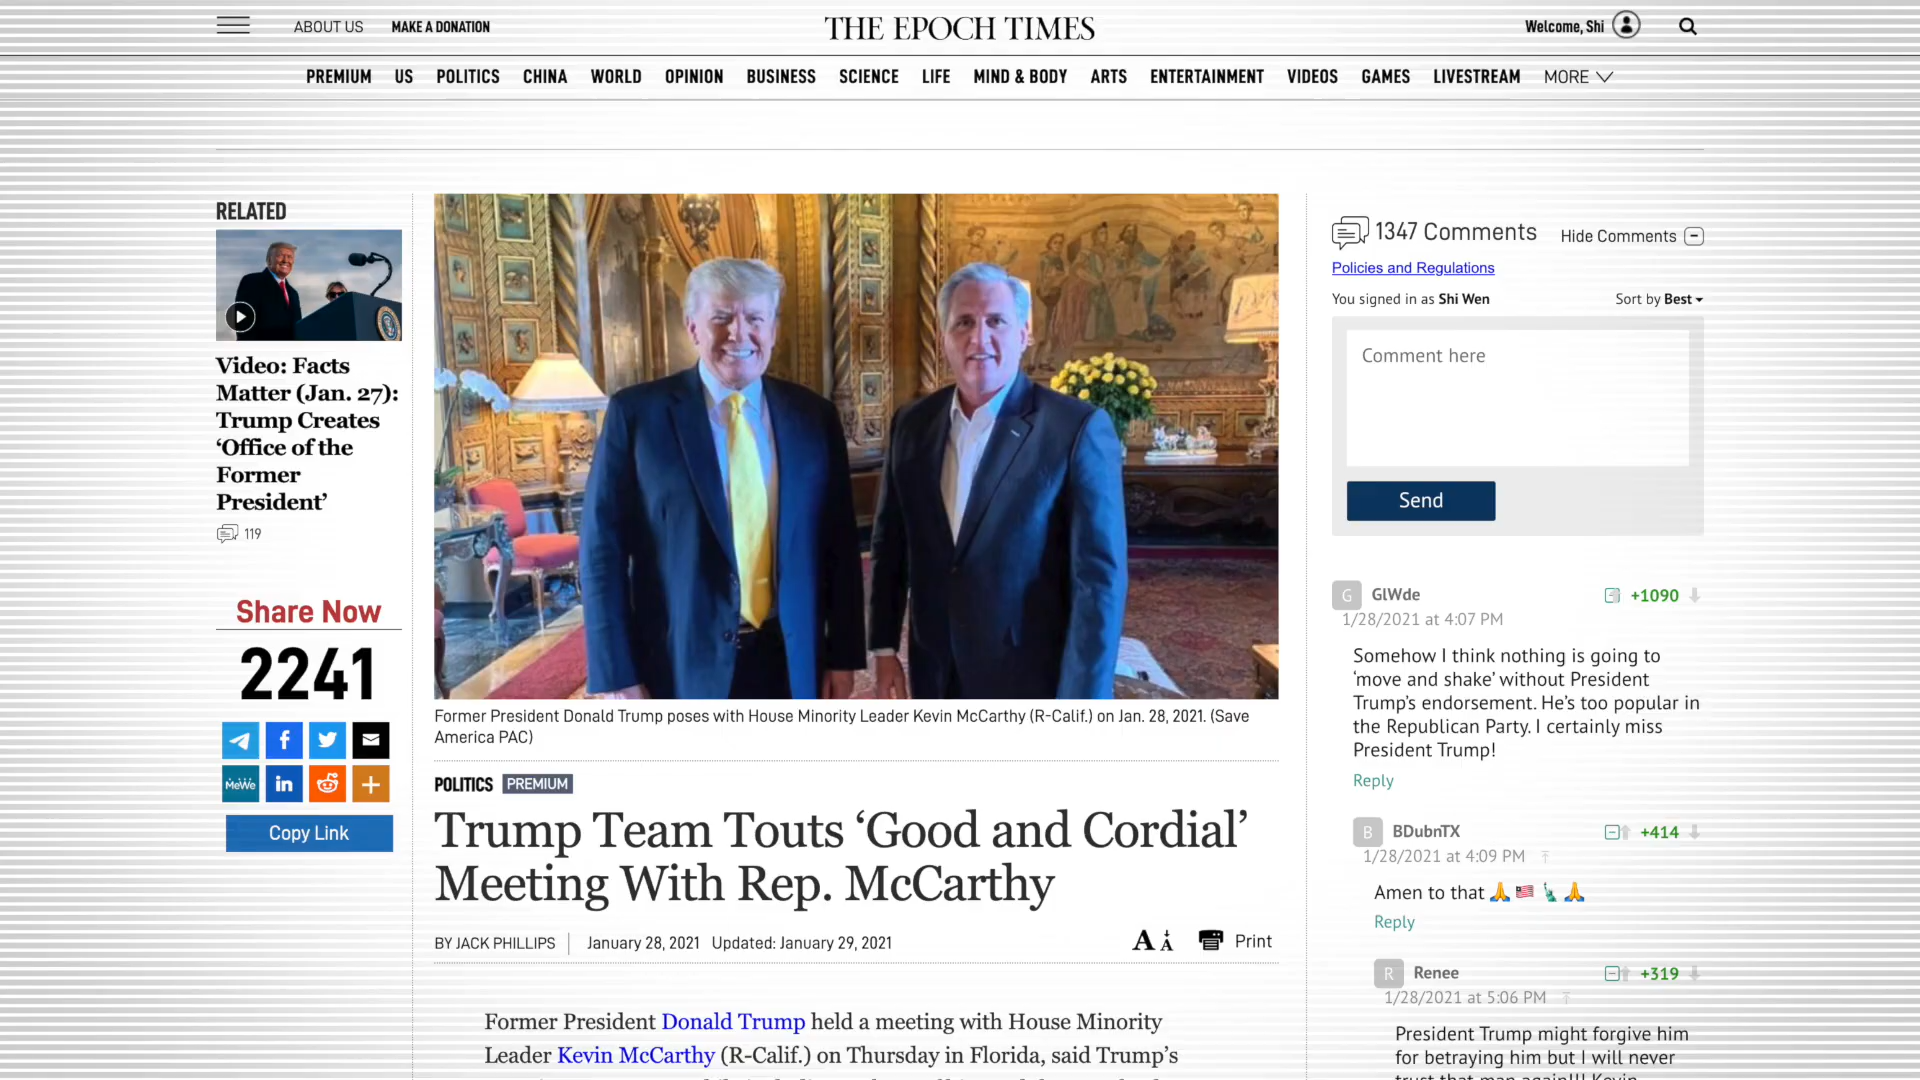 ABOUT US
MAKE A DONATION
THE EPOCH TIMES
Welcome, Shi
PREMIUM US POLITICS CHINA WORLD OPINION BUSINESS SCIENCE LIFE MIND & BODY ARTS ENTERTAINMENT VIDEOS GAMES LIVESTREAM MORE
RELATED
Video: Facts
Matter (Jan. 27):
Trump Creates
‘Office of the
Former
President’
119
Share Now
2241
MeWe
Copy Link
Former President Donald Trump poses with House Minority Leader Kevin McCarthy (R-Calif.) on Jan. 28, 2021. (Save
America PAC)
POLITICS PREMIUM
Trump Team Touts ‘Good and Cordial’
Meeting With Rep. McCarthy
BY JACK PHILLIPS January 28, 2021 Updated: January 29, 2021
A A Print
Former President Donald Trump held a meeting with House Minority
Leader Kevin McCarthy (R-Calif.) on Thursday in Florida, said Trump’s
1347 Comments
Hide Comments
Policies and Regulations
You signed in as Shi Wen
Sort by Best
Comment here
Send
G GlWde +1090
1/28/2021 at 4:07 PM
Somehow I think nothing is going to
‘move and shake’ without President
Trump’s endorsement. He’s too popular in
the Republican Party. I certainly miss
President Trump!
Reply
B BDubnTX +414
1/28/2021 at 4:09 PM
Amen to that 🙏 🇺🇸 🗽 🙏
Reply
R Renee +319
1/28/2021 at 5:06 PM
President Trump might forgive him
for betraying him but I will never
trust that man again!!! Kevin